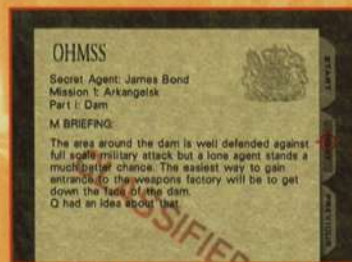 OHMSS
Secret Agent: James Bond
Mission 1: Arkangelsk
Part i: Dam
M BRIEFING:
The area around the dam is well defended against
full scale military attack but a lone agent stands a
much better chance. The easiest way to gain
entrance to the weapons factory will be to get
down the face of the dam.
Q had an idea about that.
START
PREVIOUS